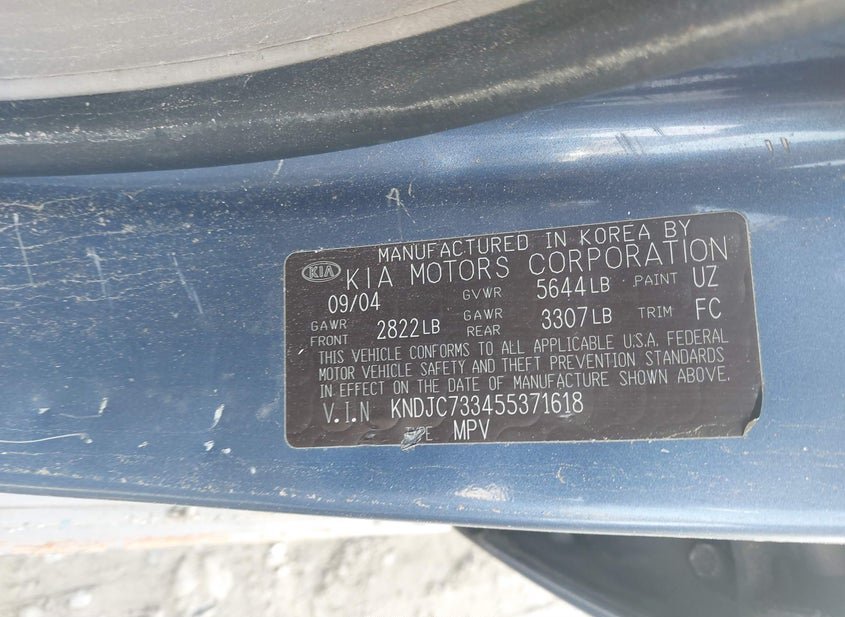 MANUFACTURED IN KOREA BY
KIA KIA MOTORS CORPORATION
09/04 GVWR 5644LB PAINT UZ
GAWR FRONT 2822LB GAWR REAR 3307LB TRIM FC
THIS VEHICLE CONFORMS TO ALL APPLICABLE U.S.A. FEDERAL
MOTOR VEHICLE SAFETY AND THEFT PREVENTION STANDARDS
IN EFFECT ON THE DATE OF MANUFACTURE SHOWN ABOVE.
V.I.N KNDJC733455371618
TYPE MPV